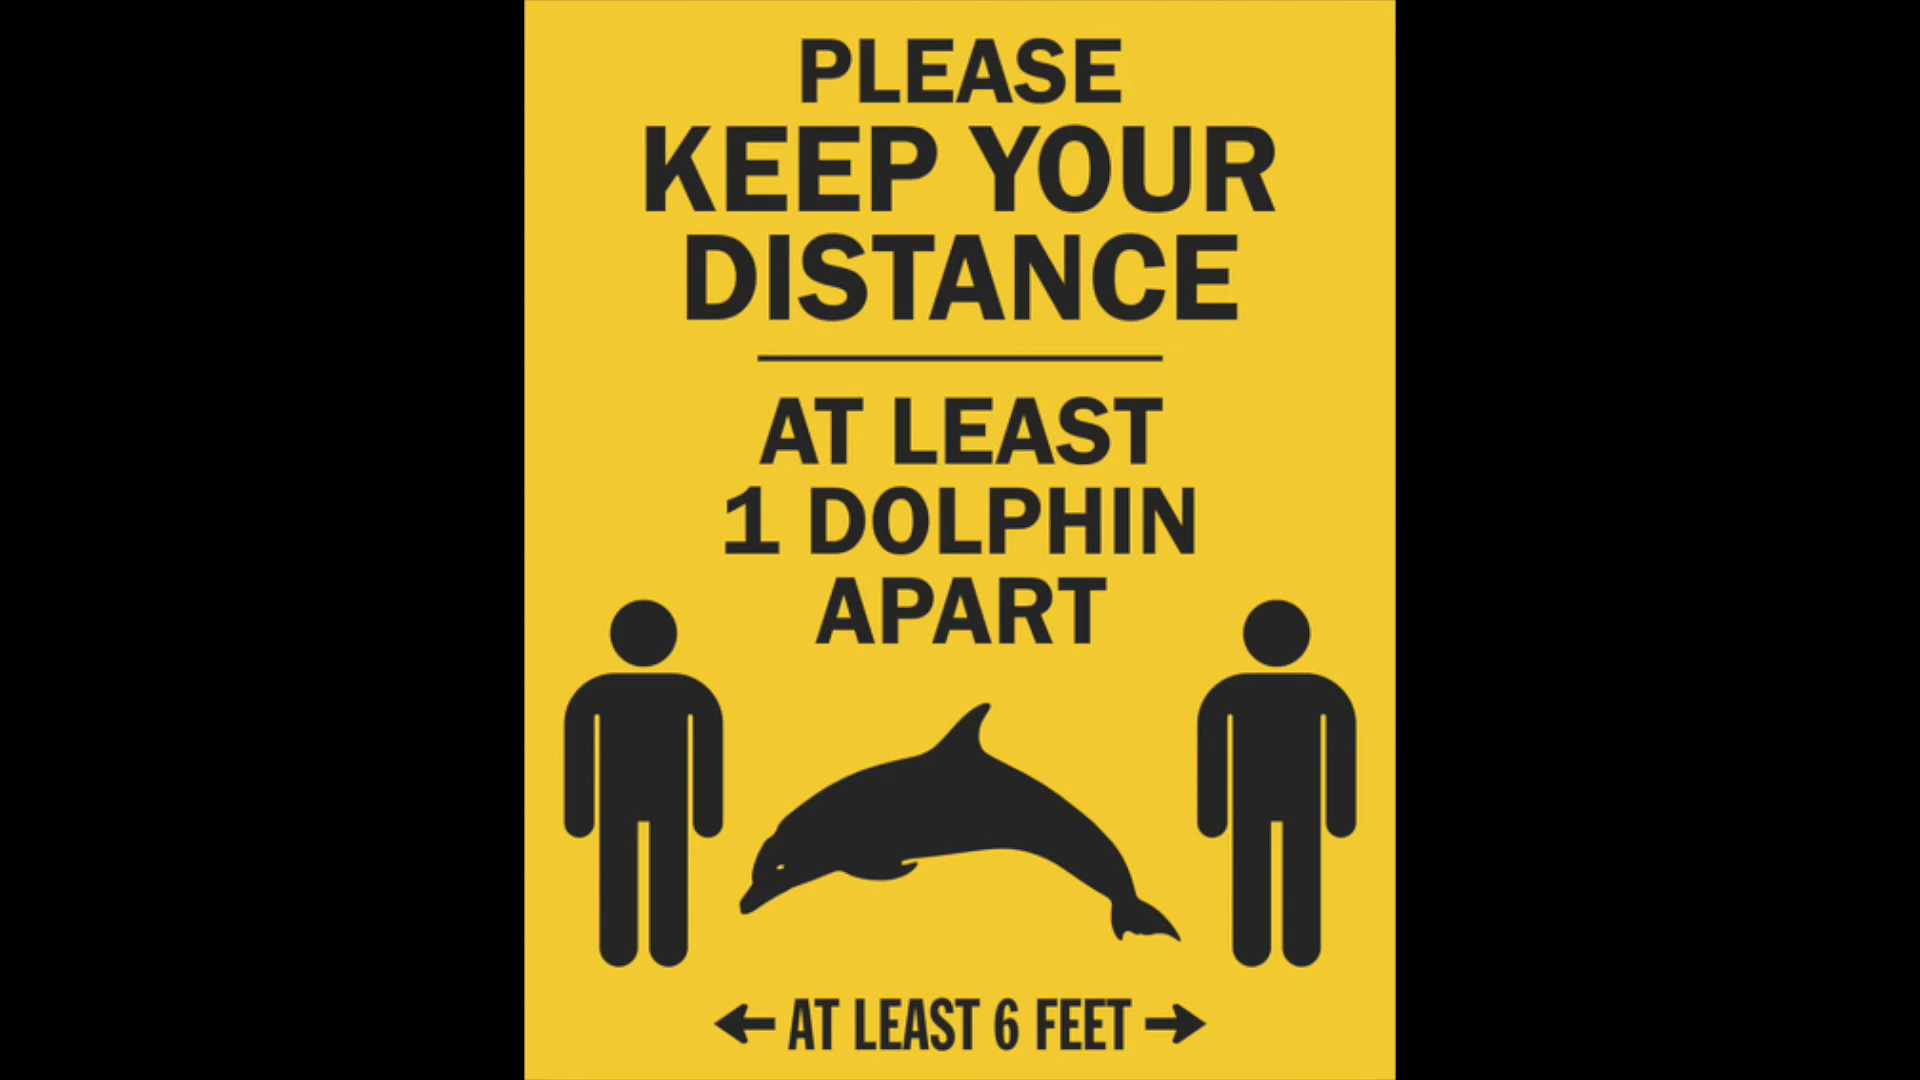 PLEASE
KEEP YOUR
DISTANCE
AT LEAST
1 DOLPHIN
APART
AT LEAST 6 FEET